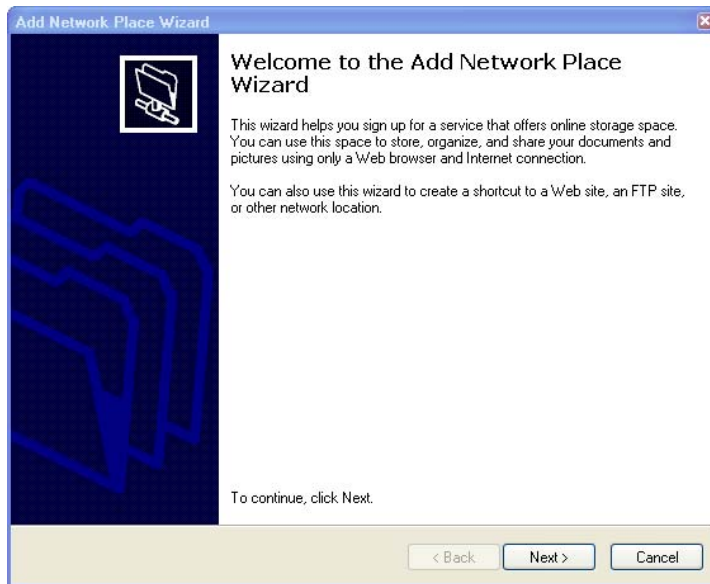 Add Network Place Wizard
Welcome to the Add Network Place
Wizard
This wizard helps you sign up for a service that offers online storage space.
You can use this space to store, organize, and share your documents and
pictures using only a Web browser and Internet connection.
You can also use this wizard to create a shortcut to a Web site, an FTP site,
or other network location.
To continue, click Next.
< Back
Next >
Cancel